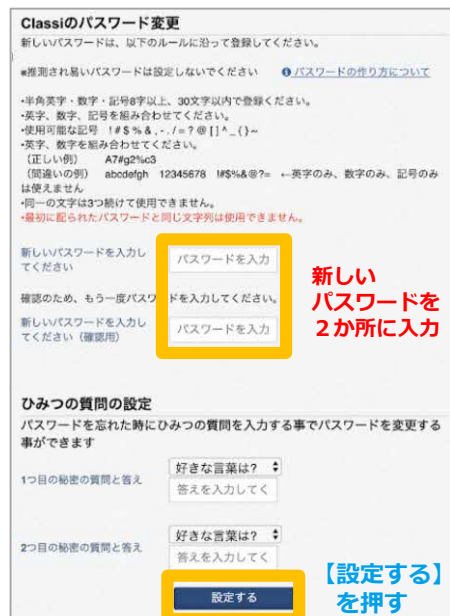 Classiのパスワード変更
新しいパスワードは、以下のルールに沿って登録してください。
※推測され易いパスワードは設定しないでください パスワードの作り方について
・半角英字・数字・記号8字以上、30文字以内で登録ください。
・英字、数字、記号を組み合わせてください。
・使用可能な記号 !#$%&,-./=?@[]^_{}~
・英字、数字を組み合わせてください。
（正しい例） A7#g2%c3
（間違いの例） abcdefgh 12345678 !#$%&@?= ←英字のみ、数字のみ、記号のみ
は使えません
・同一の文字は3つ続けて使用できません。
・最初に配られたパスワードと同じ文字列は使用できません。
新しいパスワードを入力し
てください
パスワードを入力
新しい
パスワードを
２か所に入力
確認のため、もう一度パスワードを入力してください。
新しいパスワードを入力し
てください（確認用）
パスワードを入力
ひみつの質問の設定
パスワードを忘れた時にひみつの質問を入力する事でパスワードを変更する
事ができます
1つ目の秘密の質問と答え
好きな言葉は?
答えを入力してく
2つ目の秘密の質問と答え
好きな言葉は?
答えを入力してく
設定する
【設定する】
を押す